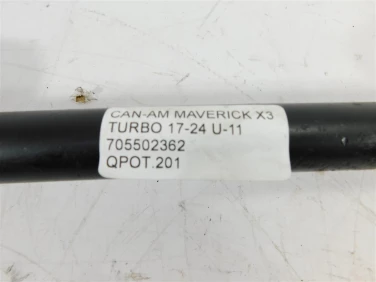 CAN-AM MAVERICK X3
TURBO 17-24 U-11
705502362
QPOT.201